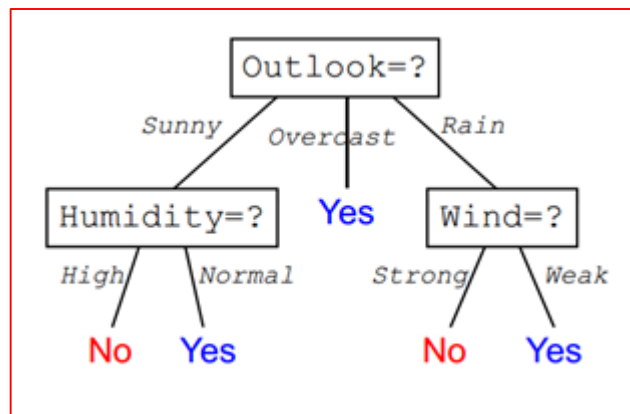 Outlook=?
Sunny Overcast Rain
Humidity=? Yes Wind=?
High Normal Strong Weak
No Yes No Yes